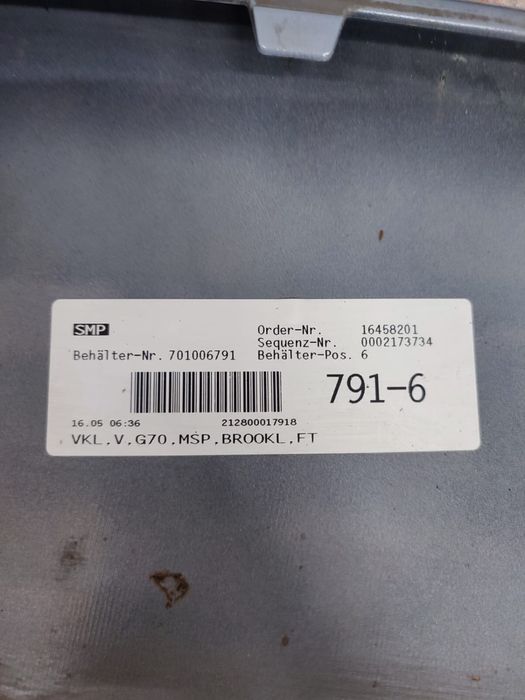 SMP
Order-Nr. 16458201
Sequenz-Nr. 0002173734
Behälter-Nr. 701006791 Behälter-Pos. 6
791-6
16.05 06:36 212800017918
VKL,V,G70,MSP,BROOKL,FT